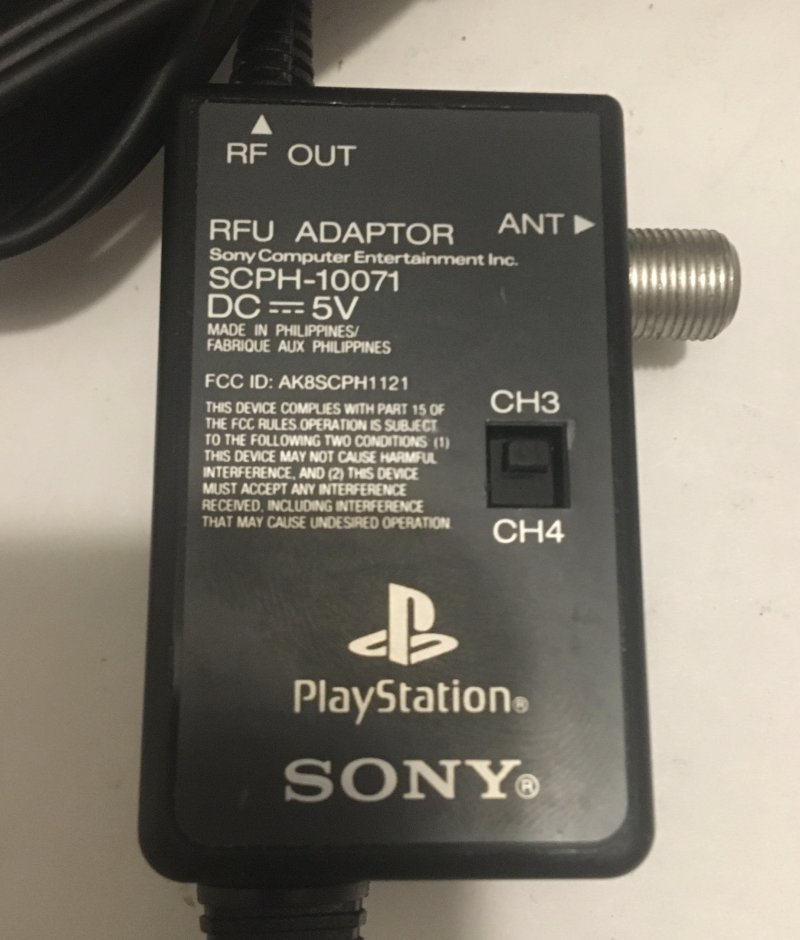 ▲
RF OUT
ANT ▶
RFU ADAPTOR
Sony Computer Entertainment Inc.
SCPH-10071
DC ⎓ 5V
MADE IN PHILIPPINES/
FABRIQUE AUX PHILIPPINES
FCC ID: AK8SCPH1121
THIS DEVICE COMPLIES WITH PART 15 OF
THE FCC RULES.OPERATION IS SUBJECT
TO THE FOLLOWING TWO CONDITIONS: (1)
THIS DEVICE MAY NOT CAUSE HARMFUL
INTERFERENCE, AND (2) THIS DEVICE
MUST ACCEPT ANY INTERFERENCE
RECEIVED, INCLUDING INTERFERENCE
THAT MAY CAUSE UNDESIRED OPERATION.
CH3
CH4
PlayStation®
SONY®